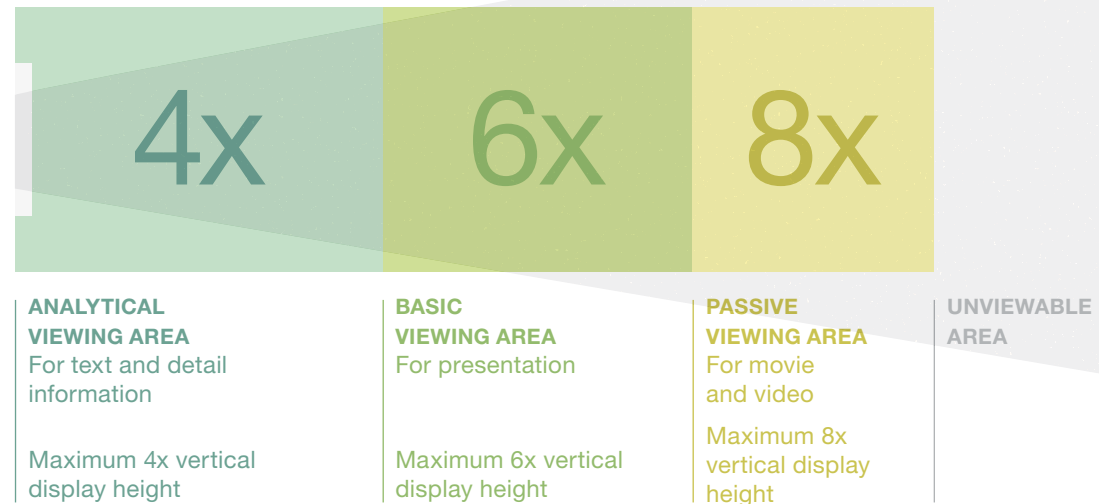 4x
6x
8x
ANALYTICAL
VIEWING AREA
For text and detail
information
Maximum 4x vertical
display height
BASIC
VIEWING AREA
For presentation
Maximum 6x vertical
display height
PASSIVE
VIEWING AREA
For movie
and video
Maximum 8x
vertical display
height
UNVIEWABLE
AREA